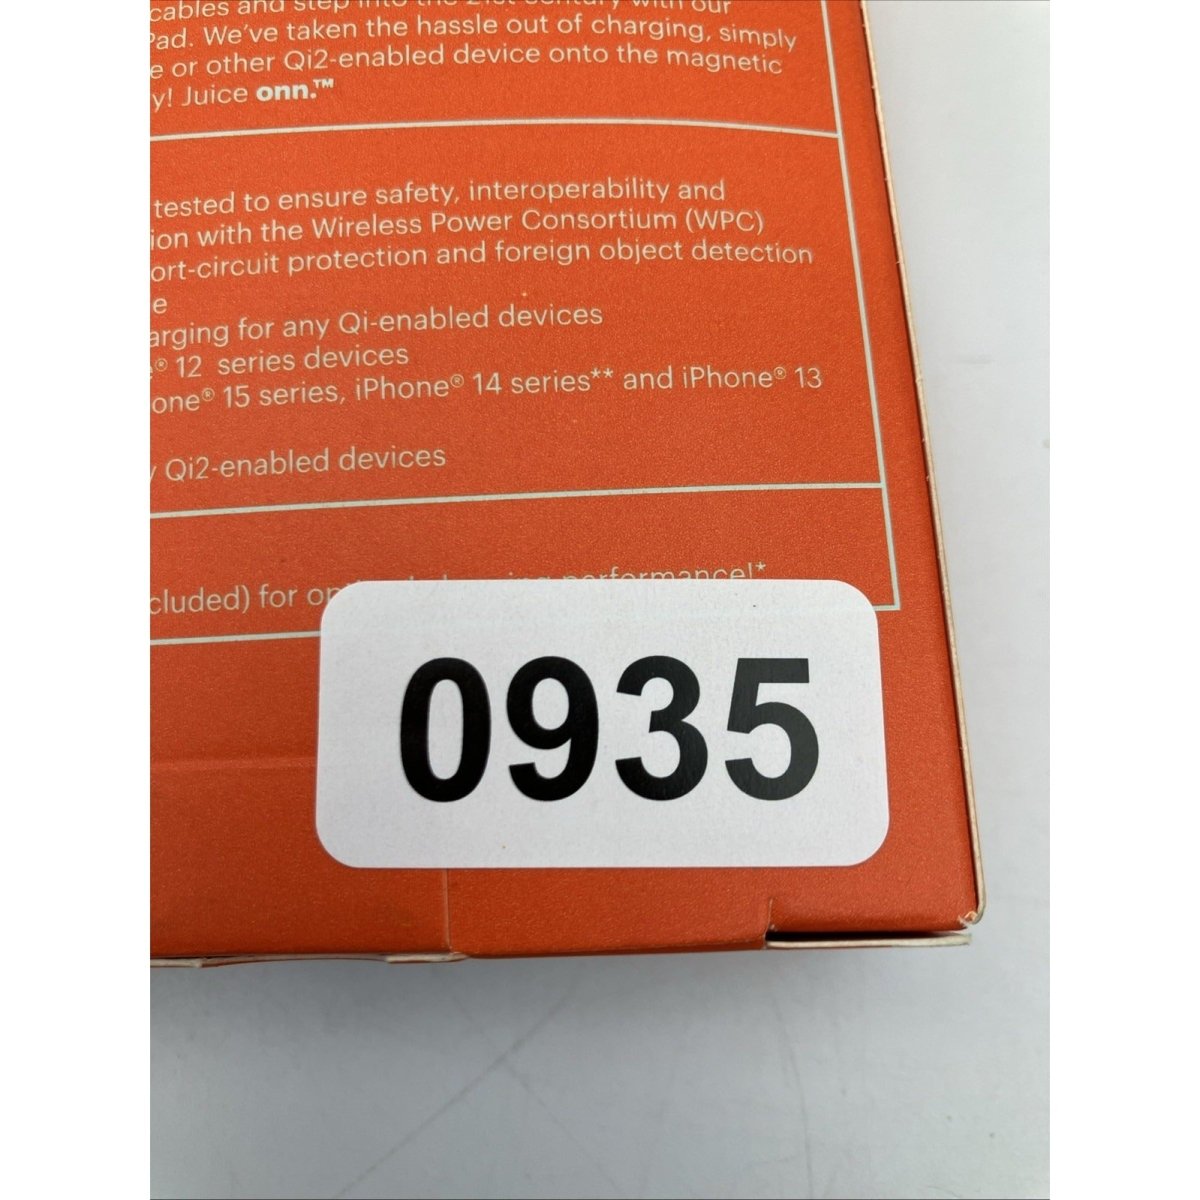 cables and step into the 21st century with our
Pad. We've taken the hassle out of charging, simply
e or other Qi2-enabled device onto the magnetic
y! Juice onn.™
tested to ensure safety, interoperability and
ion with the Wireless Power Consortium (WPC)
ort-circuit protection and foreign object detection
e
arging for any Qi-enabled devices
e® 12 series devices
one® 15 series, iPhone® 14 series** and iPhone® 13
y Qi2-enabled devices
cluded) for performance!*
0935